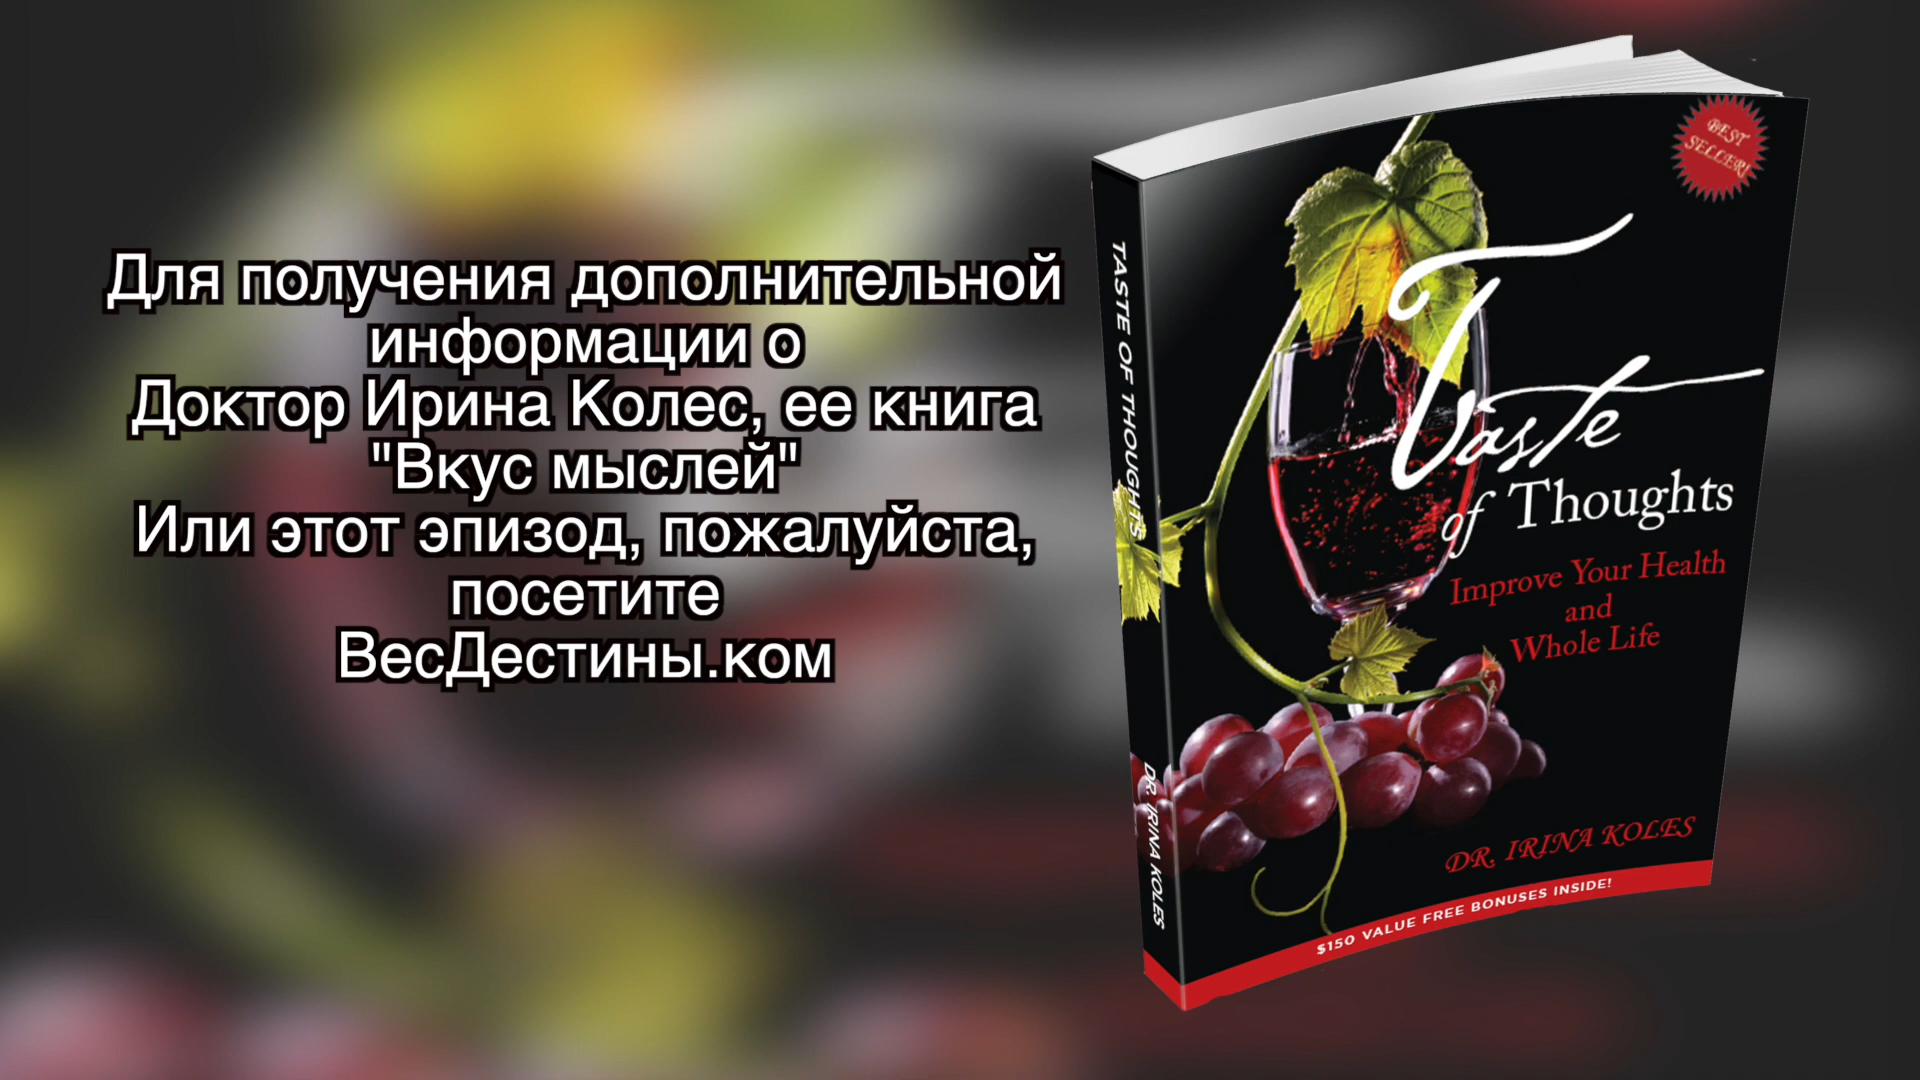 Для получения дополнительной
информации о
Доктор Ирина Колес, ее книга
"Вкус мыслей"
Или этот эпизод, пожалуйста,
посетите
ВесДестины.ком
BEST
SELLER!
Taste
of Thoughts
Improve Your Health
and
Whole Life
DR. IRINA KOLES
$150 VALUE FREE BONUSES INSIDE!
TASTE OF THOUGHTS
DR. IRINA KOLES